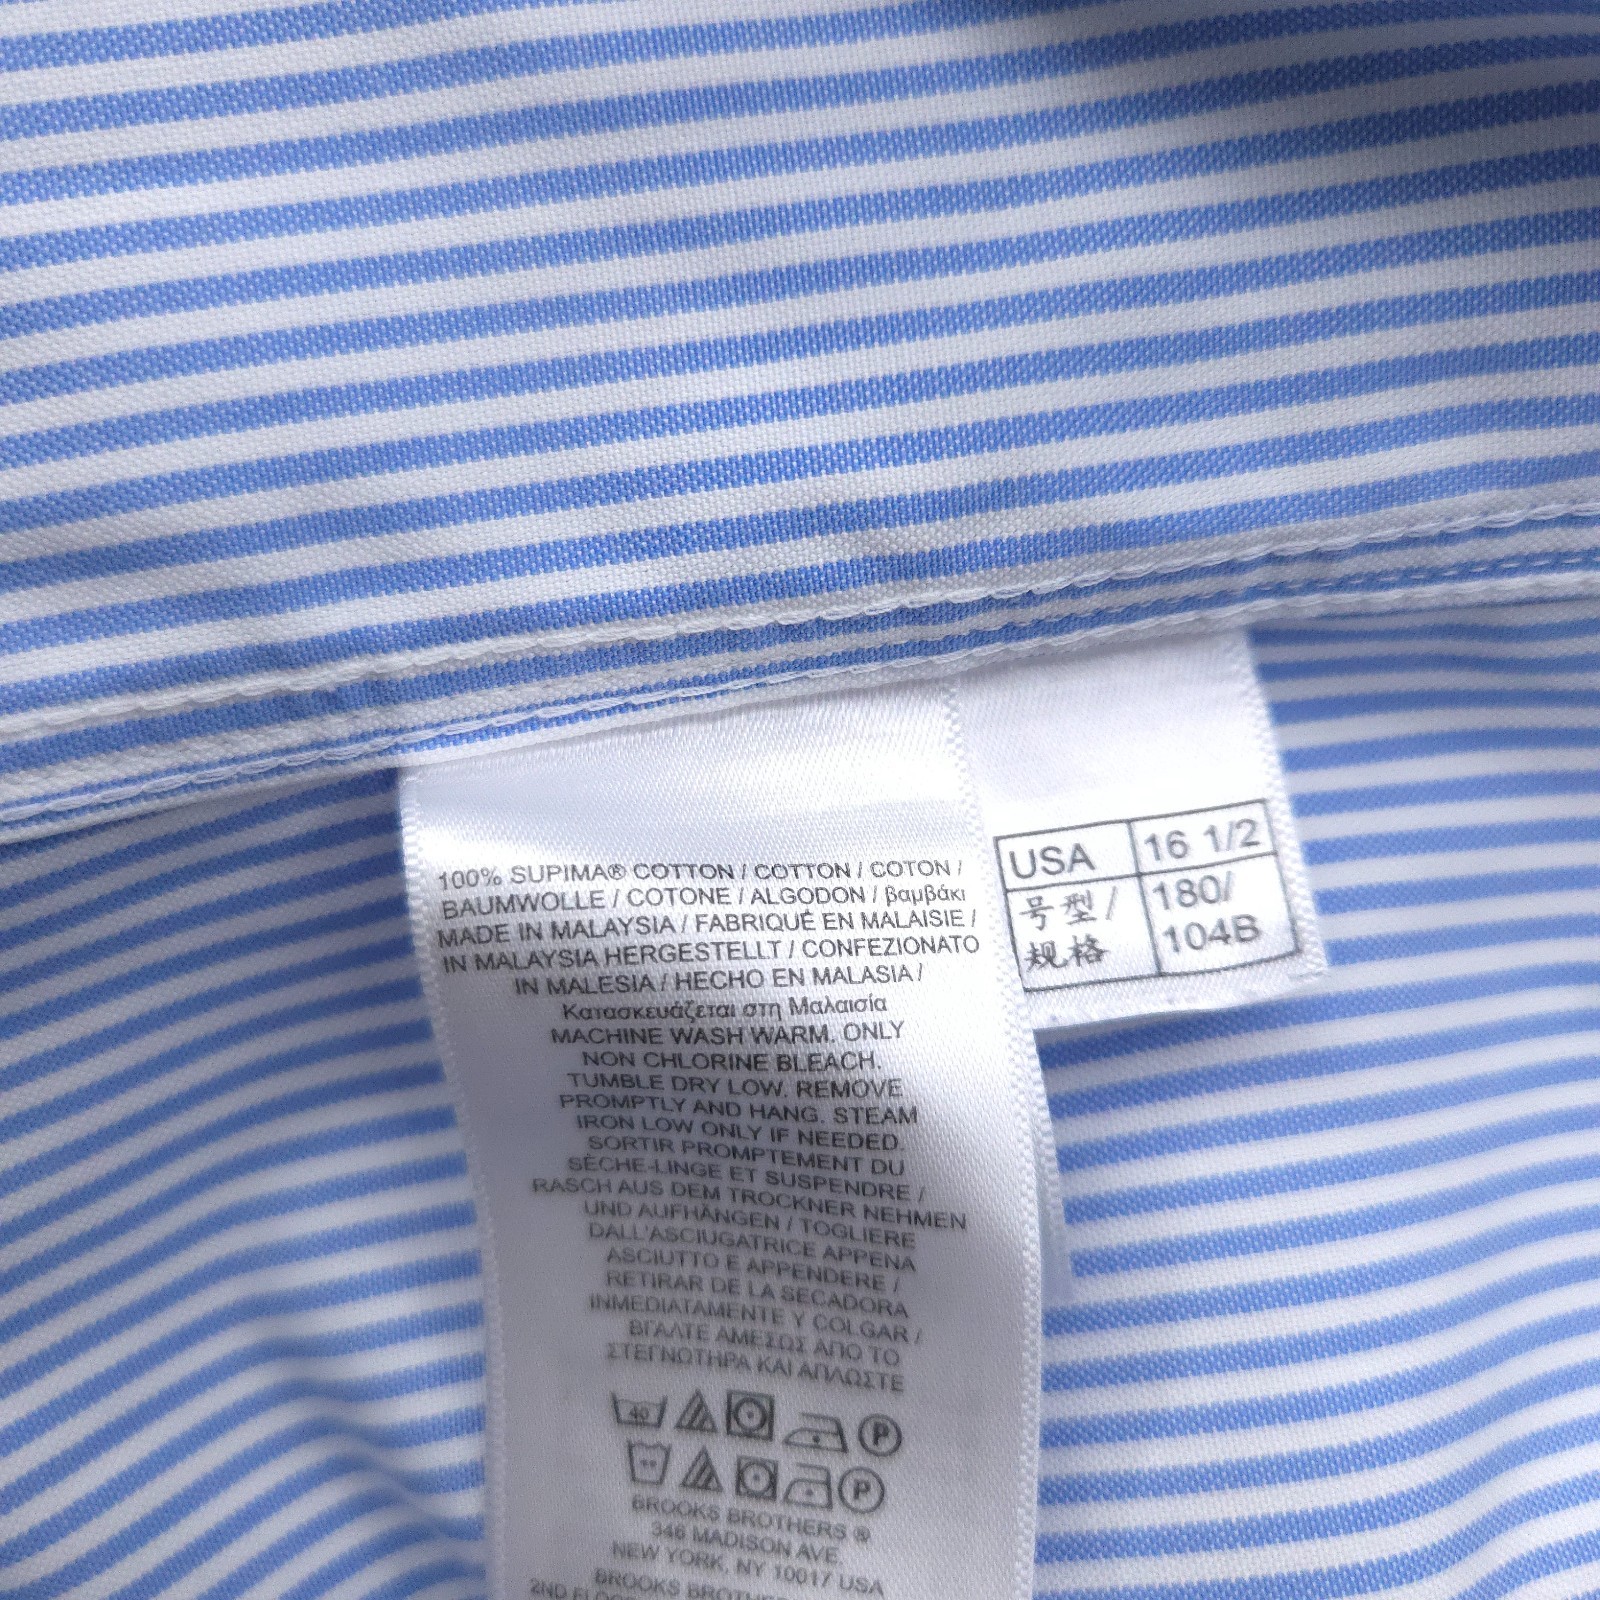 100% SUPIMA® COTTON / COTTON / COTON /
BAUMWOLLE / COTONE / ALGODON / βαμβάκι
MADE IN MALAYSIA / FABRIQUÉ EN MALAISIE /
IN MALAYSIA HERGESTELLT / CONFEZIONATO
IN MALESIA / HECHO EN MALASIA /
Κατασκευάζεται στη Μαλαισία
MACHINE WASH WARM. ONLY
NON CHLORINE BLEACH.
TUMBLE DRY LOW. REMOVE
PROMPTLY AND HANG. STEAM
IRON LOW ONLY IF NEEDED.
SORTIR PROMPTEMENT DU
SÈCHE-LINGE ET SUSPENDRE /
RASCH AUS DEM TROCKNER NEHMEN
UND AUFHÄNGEN / TOGLIERE
DALL'ASCIUGATRICE APPENA
ASCIUTTO E APPENDERE /
RETIRAR DE LA SECADORA
INMEDIATAMENTE Y COLGAR /
ΒΓΑΛΤΕ ΑΜΕΣΩΣ ΑΠΟ ΤΟ
ΣΤΕΓΝΩΤΗΡΑ ΚΑΙ ΑΠΛΩΣΤΕ
40 P
P
BROOKS BROTHERS ®
346 MADISON AVE.
NEW YORK, NY 10017 USA
BROOKS
2ND
USA 16 1/2
号型/ 180/
规格 104B